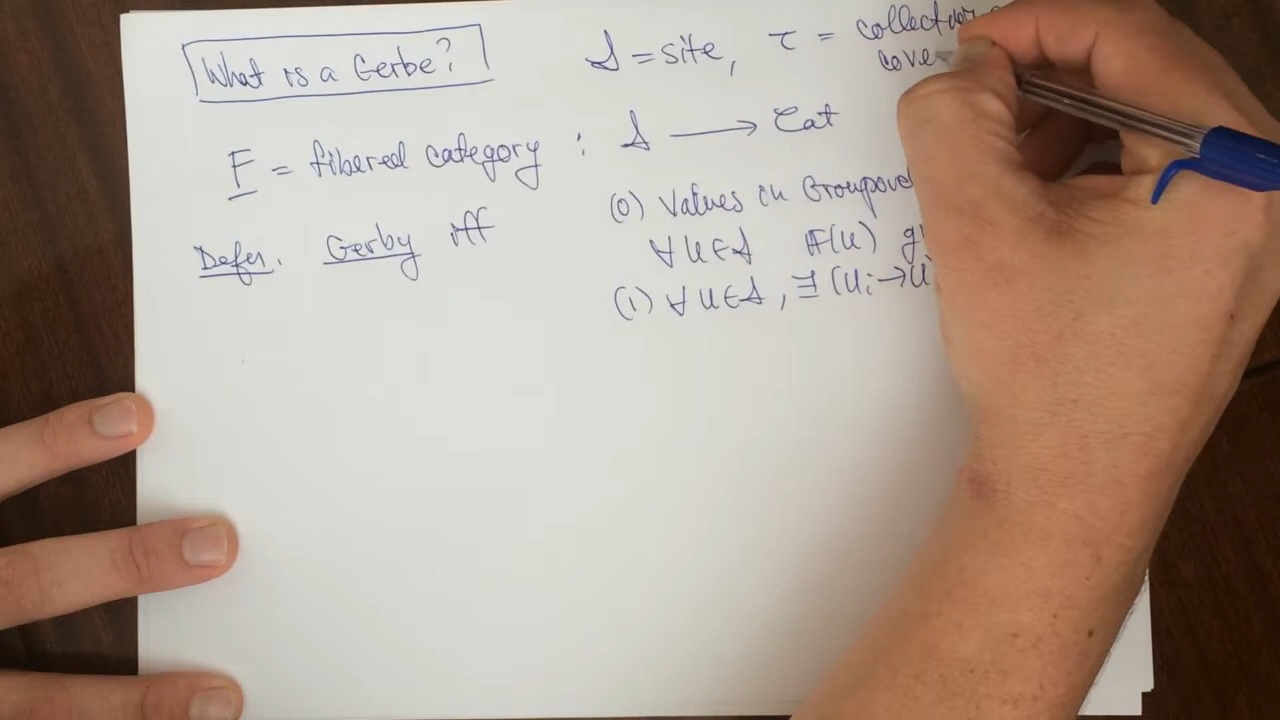 What is a Gerbe?
𝒮 = site, τ = collection
cove
F = fibered category : 𝒮 ⟶ Cat
(0) Values in Groupoid
∀ U ∈ 𝒮 F(U)
Defn. Gerby iff
(1) ∀ U ∈ 𝒮, ∃ (Uᵢ → U